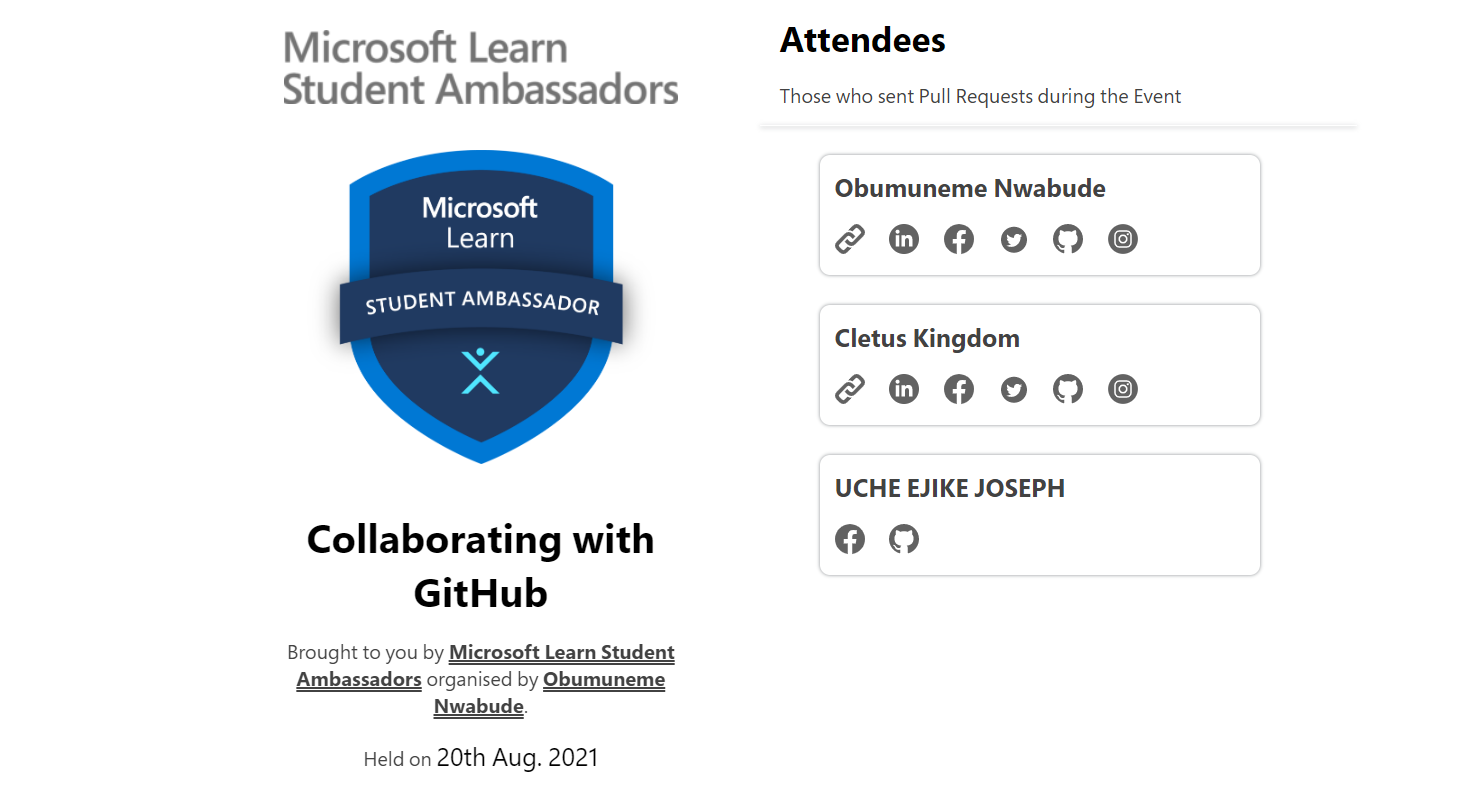 Microsoft Learn
Student Ambassadors
Microsoft
Learn
STUDENT AMBASSADOR
Collaborating with
GitHub
Brought to you by Microsoft Learn Student
Ambassadors organised by Obumuneme
Nwabude.
Held on 20th Aug. 2021
Attendees
Those who sent Pull Requests during the Event
Obumuneme Nwabude
in
Cletus Kingdom
in
UCHE EJIKE JOSEPH